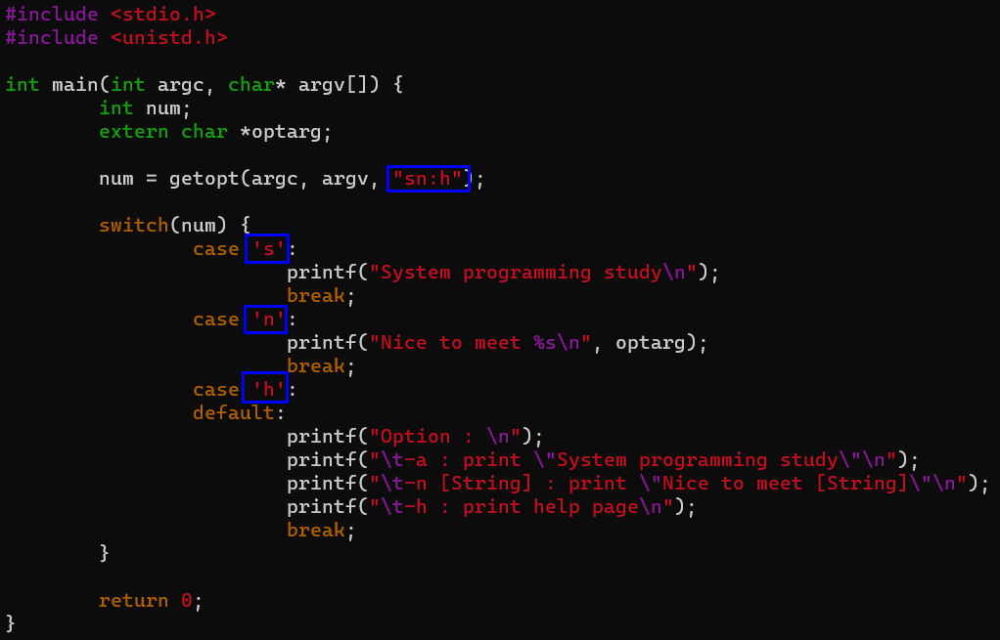 #include <stdio.h>
#include <unistd.h>
int main(int argc, char* argv[]) {
int num;
extern char *optarg;
num = getopt(argc, argv, "sn:h");
switch(num) {
case 's':
printf("System programming study\n");
break;
case 'n':
printf("Nice to meet %s\n", optarg);
break;
case 'h':
default:
printf("Option : \n");
printf("\t-a : print \"System programming study\"\n");
printf("\t-n [String] : print \"Nice to meet [String]\"\n");
printf("\t-h : print help page\n");
break;
}
return 0;
}